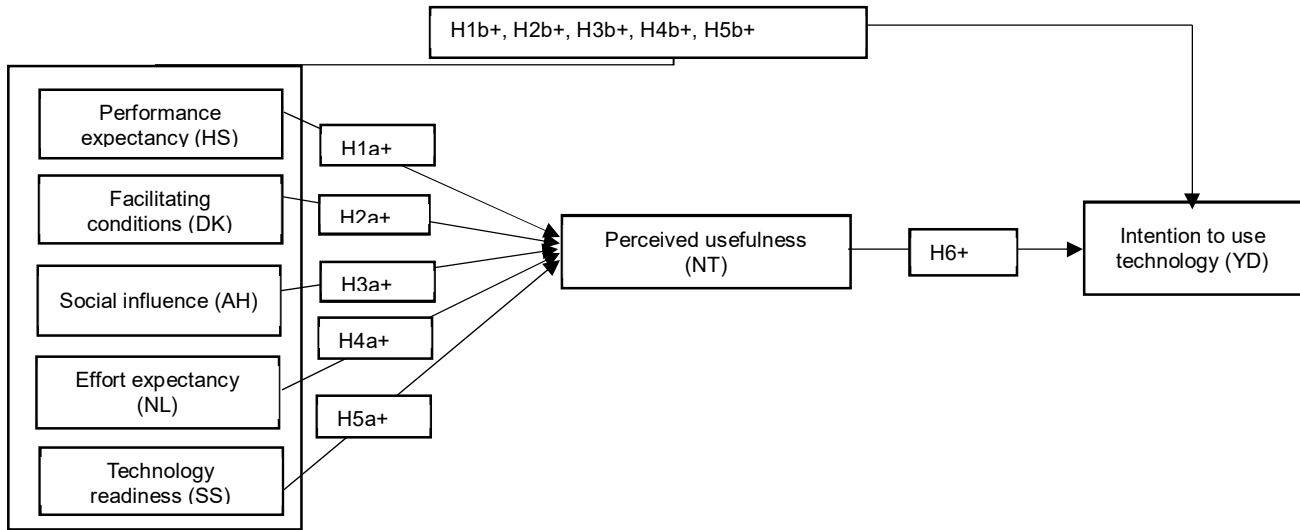 H1b+, H2b+, H3b+, H4b+, H5b+
Performance
expectancy (HS)
H1a+
Facilitating
conditions (DK)
H2a+
Social influence (AH)
H3a+
Effort expectancy
(NL)
H4a+
Technology
readiness (SS)
H5a+
Perceived usefulness
(NT)
H6+
Intention to use
technology (YD)